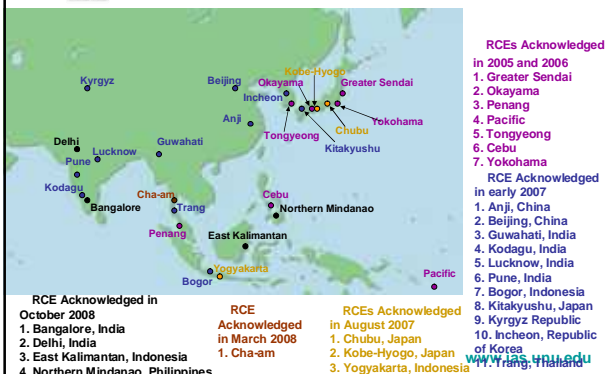 Kyrgyz
Beijing
Okayama
Kobe-Hyogo
Greater Sendai
Incheon
Anji
Yokohama
Chubu
Tongyeong
Kitakyushu
Delhi
Lucknow
Guwahati
Pune
Kodagu
Bangalore
Cha-am
Trang
Penang
Cebu
Northern Mindanao
East Kalimantan
Bogor
Yogyakarta
Pacific
RCEs Acknowledged
in 2005 and 2006
1. Greater Sendai
2. Okayama
3. Penang
4. Pacific
5. Tongyeong
6. Cebu
7. Yokohama
RCE Acknowledged
in early 2007
1. Anji, China
2. Beijing, China
3. Guwahati, India
4. Kodagu, India
5. Lucknow, India
6. Pune, India
7. Bogor, Indonesia
8. Kitakyushu, Japan
9. Kyrgyz Republic
10. Incheon, Republic
of Korea
11. Trang, Thailand
www.ias.unu.edu
RCE Acknowledged in
October 2008
1. Bangalore, India
2. Delhi, India
3. East Kalimantan, Indonesia
4. Northern Mindanao, Philippines
RCE
Acknowledged
in March 2008
1. Cha-am
RCEs Acknowledged
in August 2007
1. Chubu, Japan
2. Kobe-Hyogo, Japan
3. Yogyakarta, Indonesia